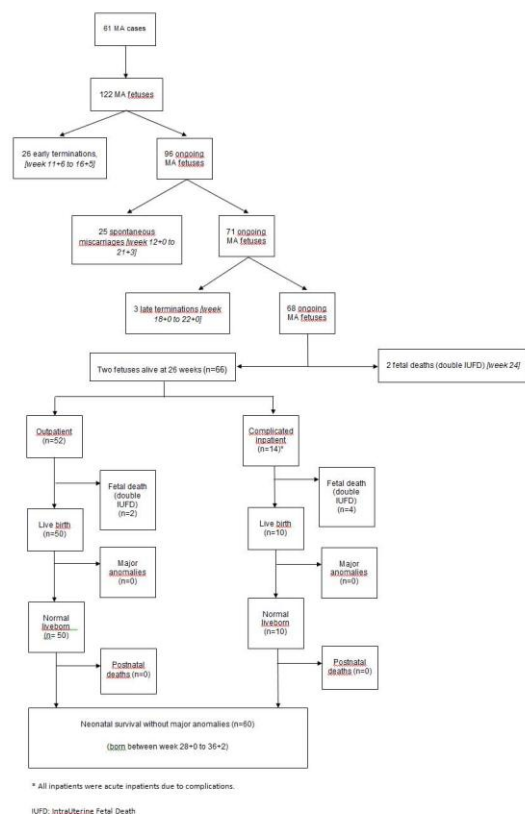 61 MA cases
122 MA fetuses
26 early terminations,
[week 11+6 to 16+5]
96 ongoing
MA fetuses
25 spontaneous
miscarriages [week 12+0 to
21+3]
71 ongoing
MA fetuses
3 late terminations [week
18+0 to 22+0]
68 ongoing
MA fetuses
Two fetuses alive at 26 weeks (n=66)
2 fetal deaths (double IUFD) [week 24]
Outpatient
(n=52)
Complicated
inpatient
(n=14)*
Fetal death
(double
IUFD)
(n=2)
Fetal death
(double
IUFD)
(n=4)
Live birth
(n=50)
Live birth
(n=10)
Major
anomalies
(n=0)
Major
anomalies
(n=0)
Normal
liveborn
(n= 50)
Normal
liveborn
(n=10)
Postnatal
deaths (n=0)
Postnatal
deaths (n=0)
Neonatal survival without major anomalies (n=60)
(born between week 28+0 to 36+2)
* All inpatients were acute inpatients due to complications.
IUFD: IntraUterine Fetal Death